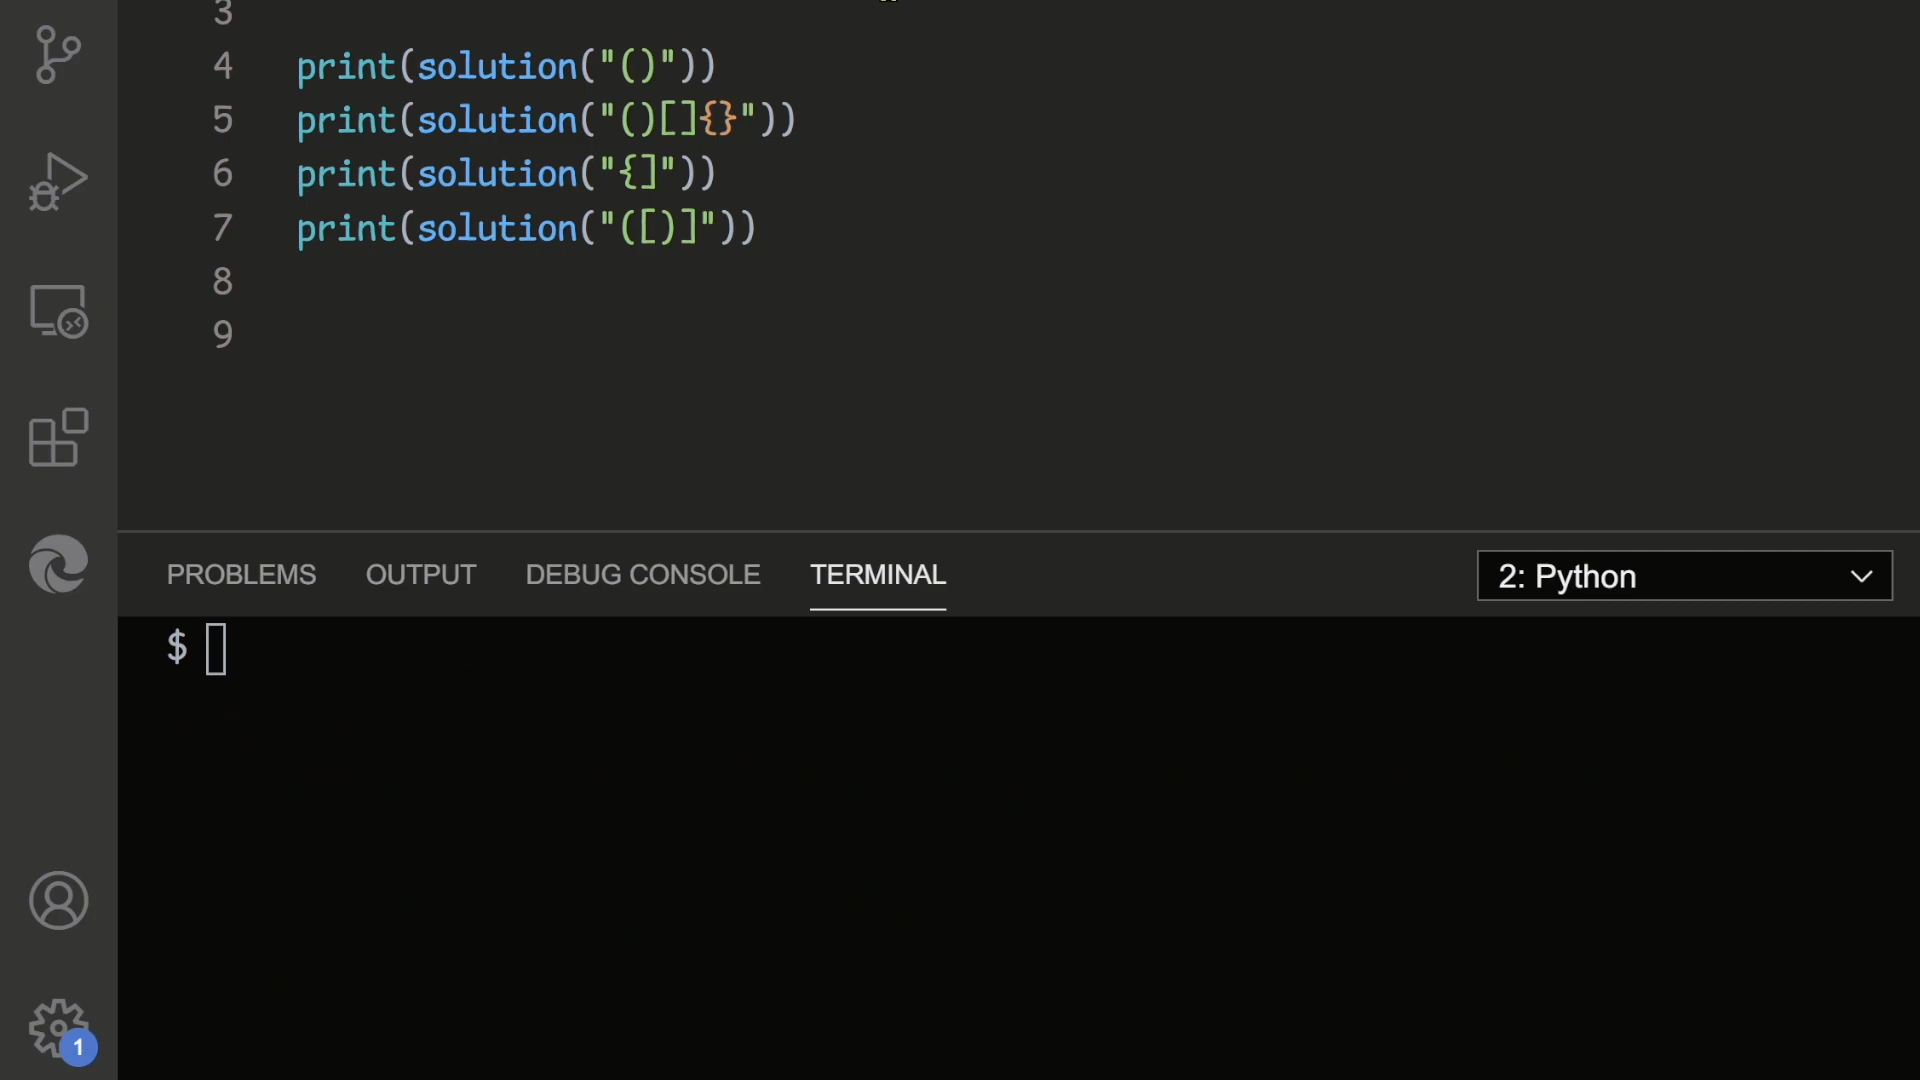 3
4 print(solution("()"))
5 print(solution("()[]{}"))
6 print(solution("{]"))
7 print(solution("([)]"))
8
9
PROBLEMS OUTPUT DEBUG CONSOLE TERMINAL 2: Python
$
1